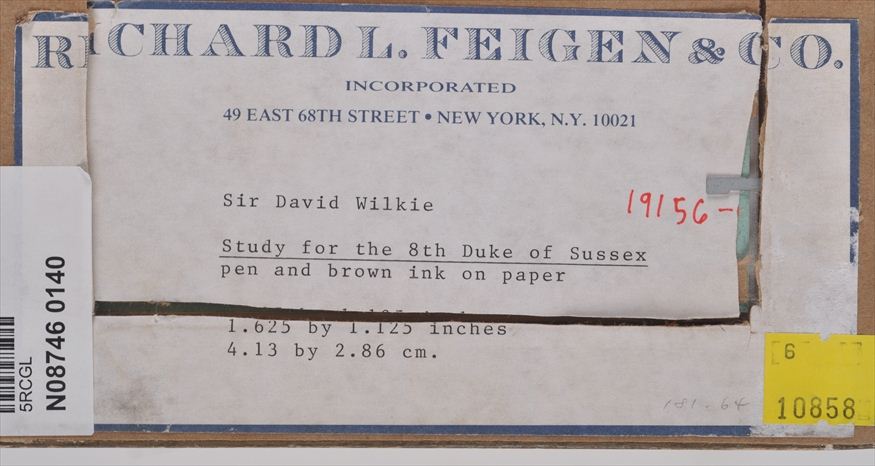 RICHARD L. FEIGEN & CO.
INCORPORATED
49 EAST 68TH STREET • NEW YORK, N.Y. 10021
Sir David Wilkie
19156-
Study for the 8th Duke of Sussex
pen and brown ink on paper
1.625 by 1.125 inches
4.13 by 2.86 cm.
181.64
5RCGL
N08746 0140
6
10858